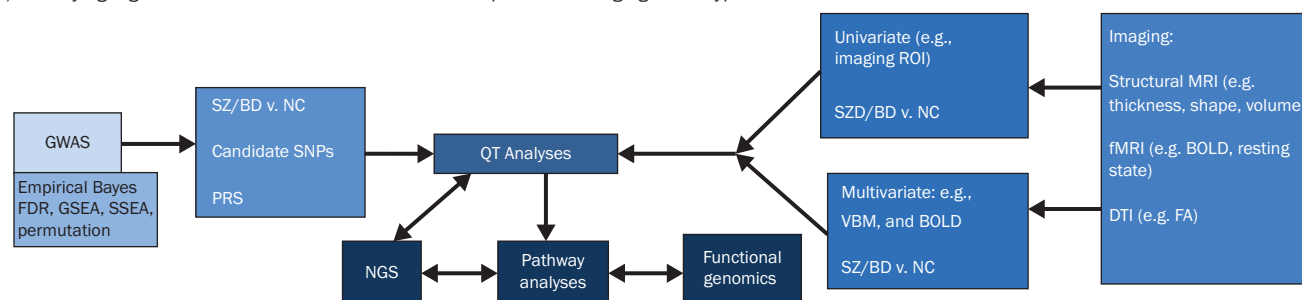 GWAS
Empirical Bayes
FDR, GSEA, SSEA,
permutation
SZ/BD v. NC
Candidate SNPs
PRS
QT Analyses
NGS
Pathway
analyses
Functional
genomics
Univariate (e.g.,
imaging ROI)
SZD/BD v. NC
Multivariate: e.g.,
VBM, and BOLD
SZ/BD v. NC
Imaging:
Structural MRI (e.g.
thickness, shape, volume
fMRI (e.g. BOLD, resting
state)
DTI (e.g. FA)